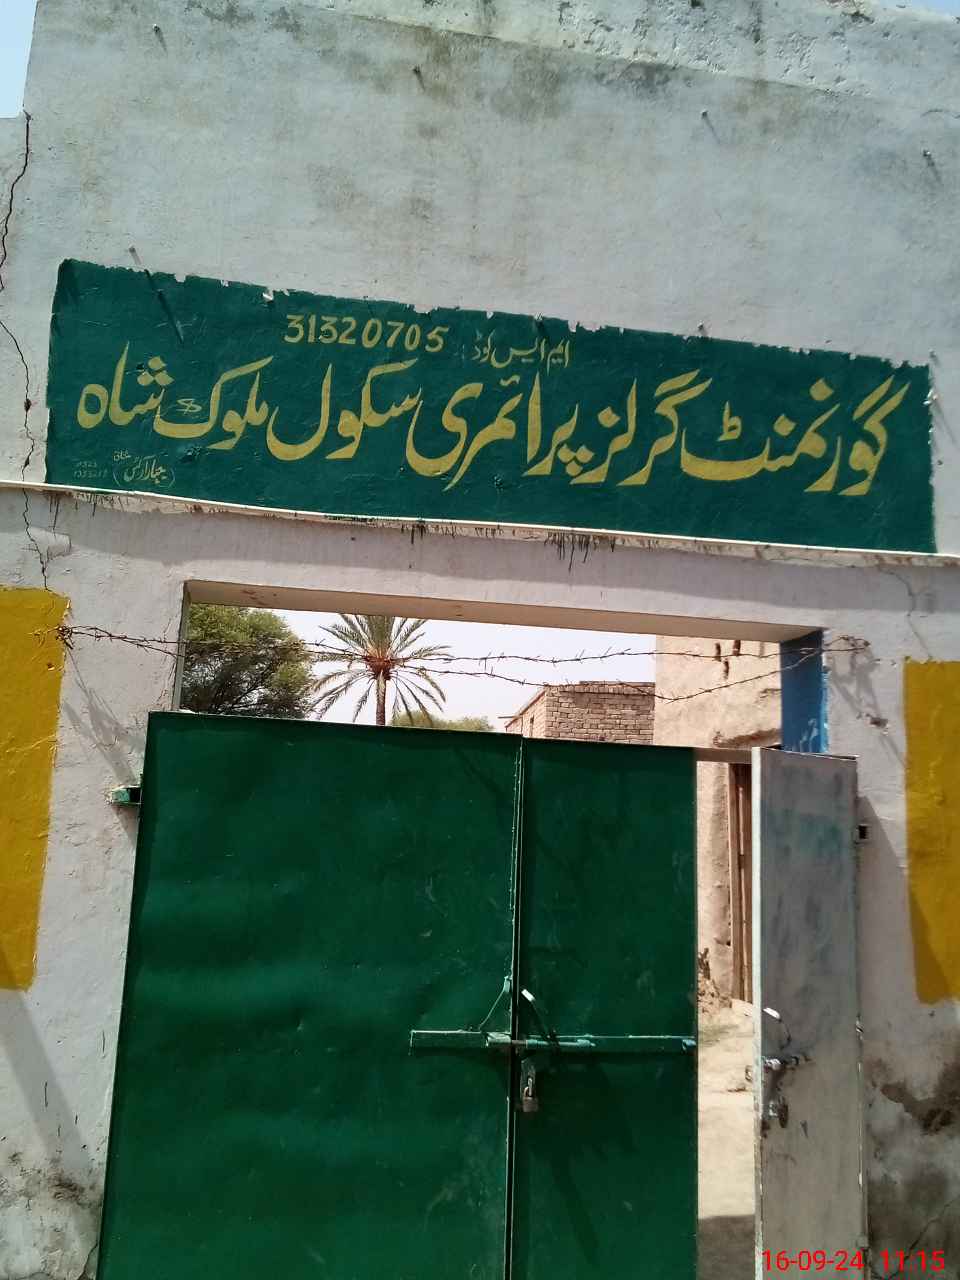 ایم ایس کوڈ 31320705
گورنمنٹ گرلز پرائمری سکول ملوک شاہ
16-09-24 11:15